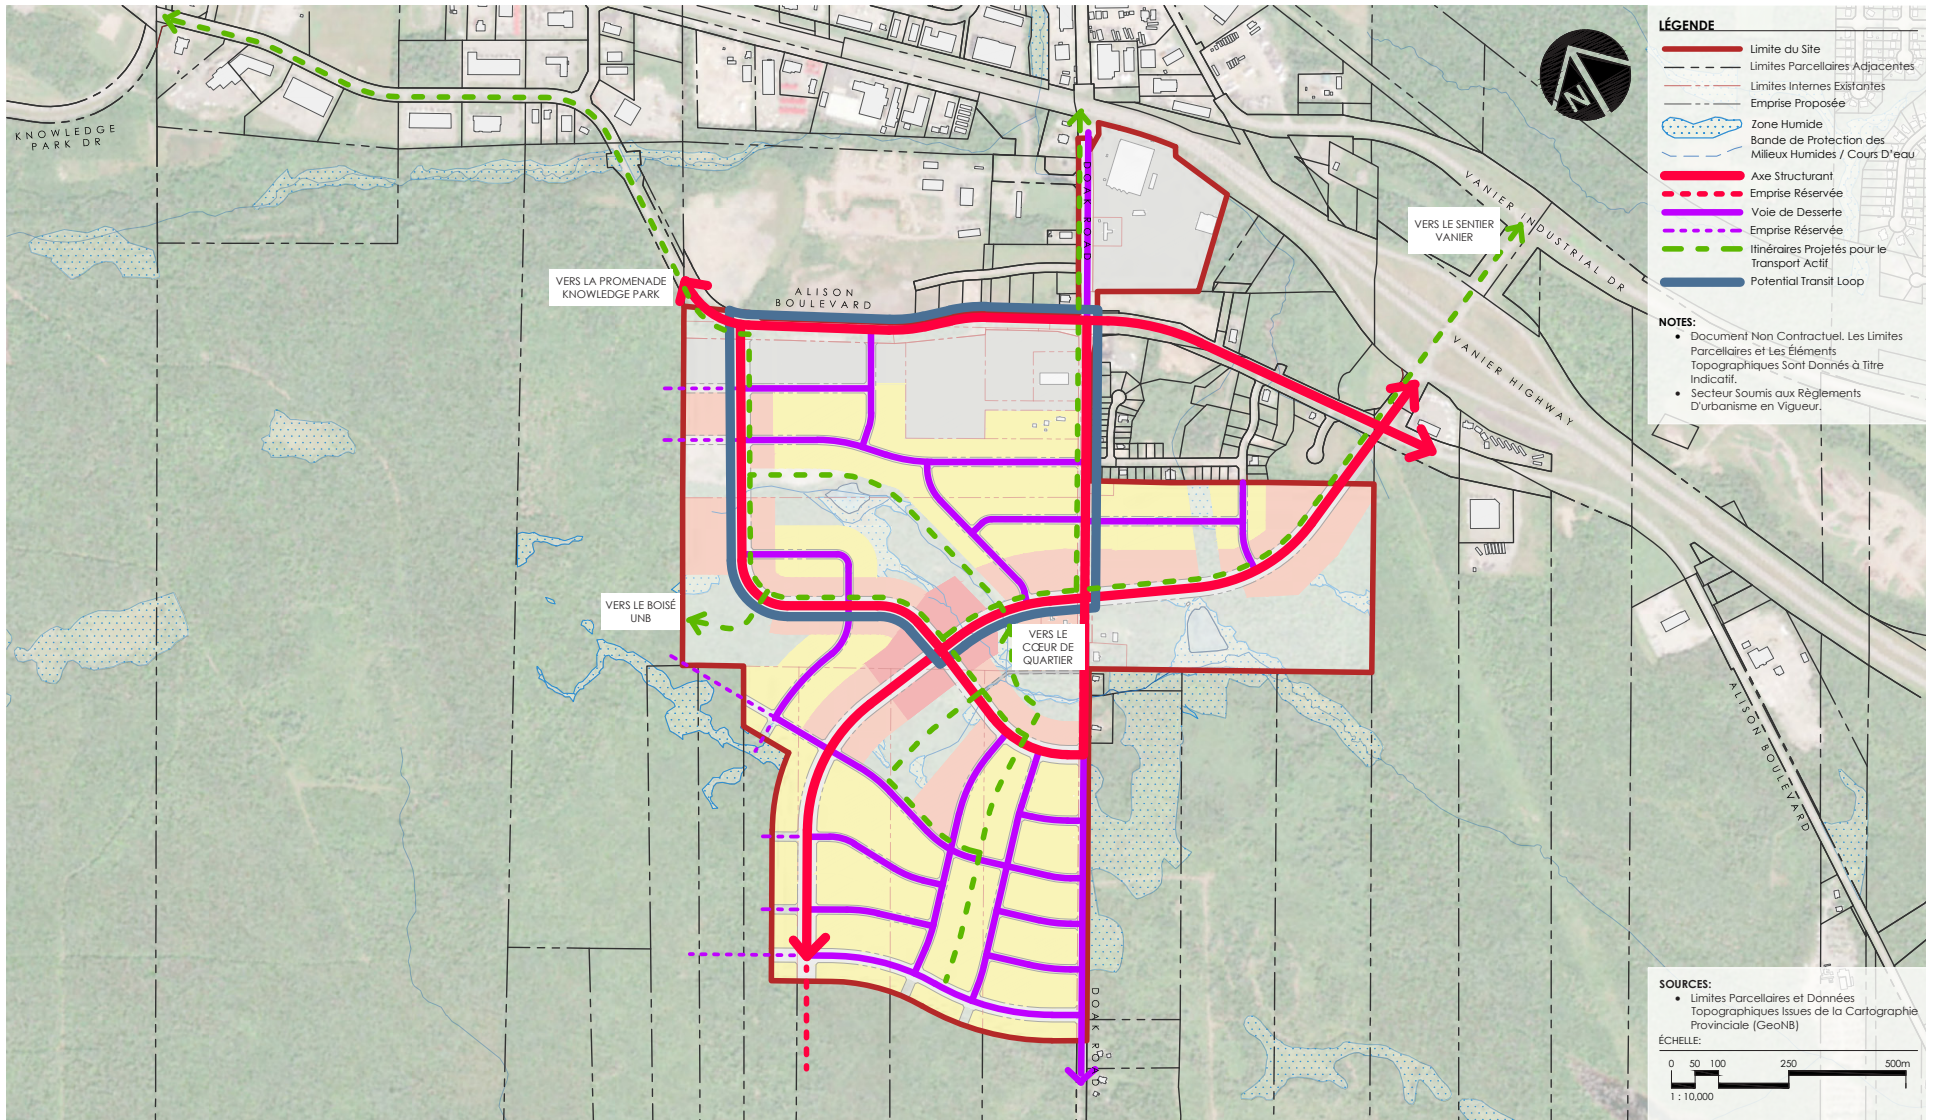 KNOWLEDGE
PARK DR
VERS LA PROMENADE
KNOWLEDGE PARK
ALISON
BOULEVARD
DOAK ROAD
VERS LE SENTIER
VANIER
VANIER INDUSTRIAL DR
VANIER HIGHWAY
VERS LE BOISÉ
UNB
VERS LE
CŒUR DE
QUARTIER
ALISON BOULEVARD
DOAK ROAD
N
LÉGENDE
Limite du Site
Limites Parcellaires Adjacentes
Limites Internes Existantes
Emprise Proposée
Zone Humide
Bande de Protection des
Milieux Humides / Cours D'eau
Axe Structurant
Emprise Réservée
Voie de Desserte
Emprise Réservée
Itinéraires Projetés pour le
Transport Actif
Potential Transit Loop
NOTES:
• Document Non Contractuel. Les Limites
Parcellaires et Les Éléments
Topographiques Sont Donnés à Titre
Indicatif.
• Secteur Soumis aux Règlements
D'urbanisme en Vigueur.
SOURCES:
• Limites Parcellaires et Données
Topographiques Issues de la Cartographie
Provinciale (GeoNB)
ÉCHELLE:
0 50 100 250 500m
1 : 10,000